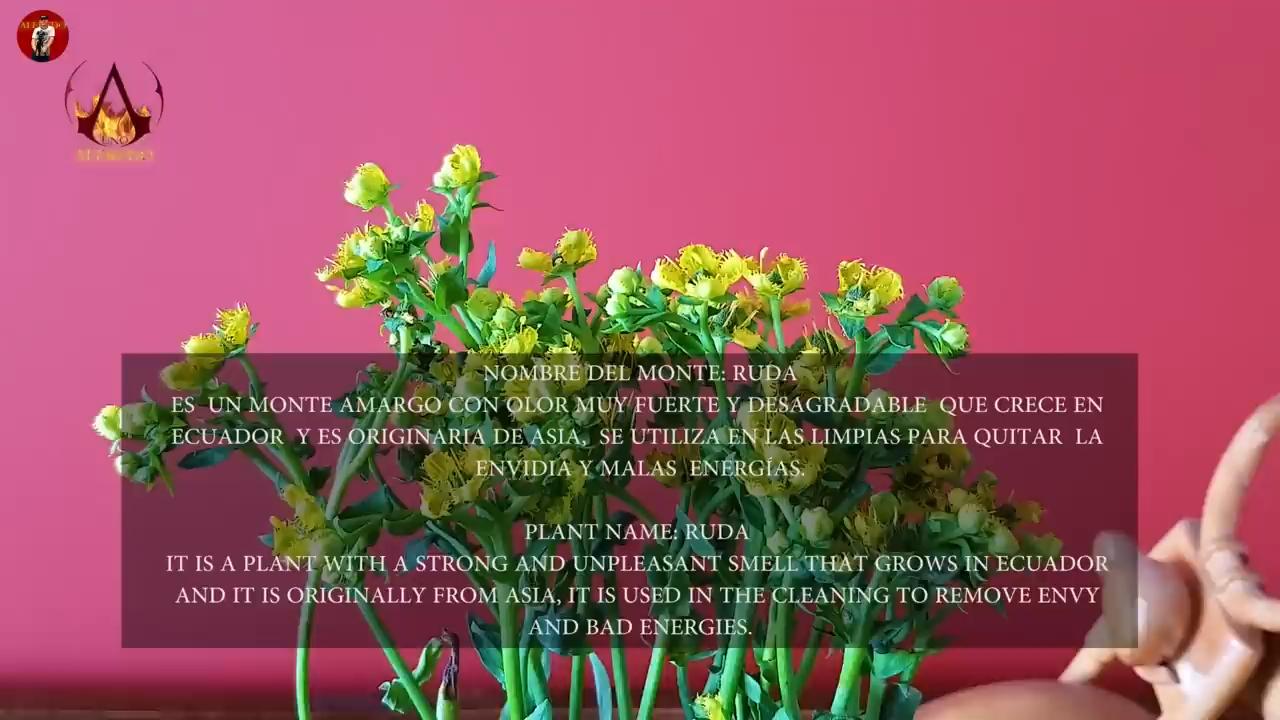 NOMBRE DEL MONTE: RUDA
ES UN MONTE AMARGO CON OLOR MUY FUERTE Y DESAGRADABLE QUE CRECE EN
ECUADOR Y ES ORIGINARIA DE ASIA, SE UTILIZA EN LAS LIMPIAS PARA QUITAR LA
ENVIDIA Y MALAS ENERGÍAS.
PLANT NAME: RUDA
IT IS A PLANT WITH A STRONG AND UNPLEASANT SMELL THAT GROWS IN ECUADOR
AND IT IS ORIGINALLY FROM ASIA, IT IS USED IN THE CLEANING TO REMOVE ENVY
AND BAD ENERGIES.